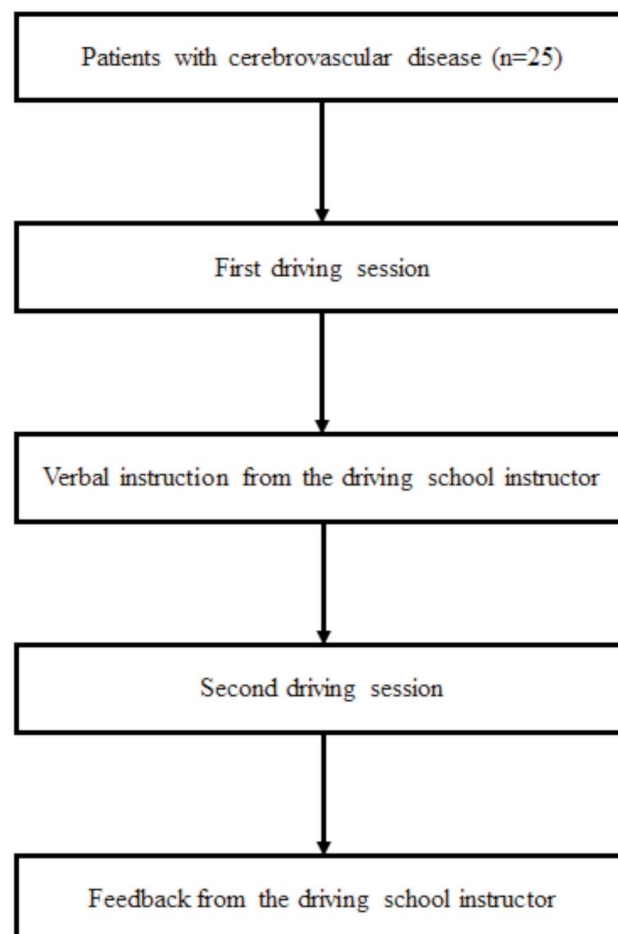 Patients with cerebrovascular disease (n=25)
First driving session
Verbal instruction from the driving school instructor
Second driving session
Feedback from the driving school instructor